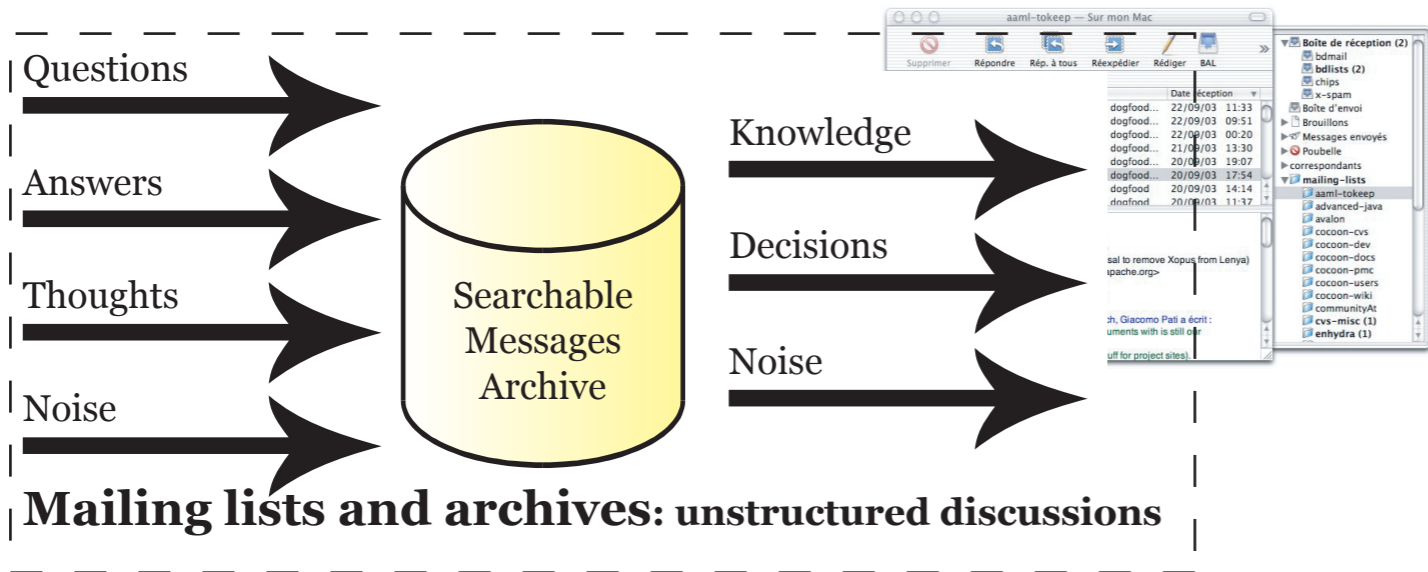 Questions
Answers
Thoughts
Noise
Searchable
Messages
Archive
Knowledge
Decisions
Noise
Mailing lists and archives: unstructured discussions
aaml-tokeep — Sur mon Mac
Supprimer Répondre Rép. à tous Réexpédier Rédiger BAL
Date réception
dogfood... 22/09/03 11:33
dogfood... 22/09/03 09:51
dogfood... 22/09/03 00:20
dogfood... 21/09/03 13:30
dogfood... 20/09/03 19:07
dogfood... 20/09/03 17:54
dogfood 20/09/03 14:14
dogfood 20/09/03 11:37
sal to remove Xopus from Lenya)
apache.org>
ch, Giacomo Pati a écrit :
uments with is still our
uff for project sites).
Boîte de réception (2)
bdmail
bdlists (2)
chips
x-spam
Boîte d'envoi
Brouillons
Messages envoyés
Poubelle
correspondants
mailing-lists
aaml-tokeep
advanced-java
avalon
cocoon-cvs
cocoon-dev
cocoon-docs
cocoon-pmc
cocoon-users
cocoon-wiki
communityAt
cvs-misc (1)
enhydra (1)